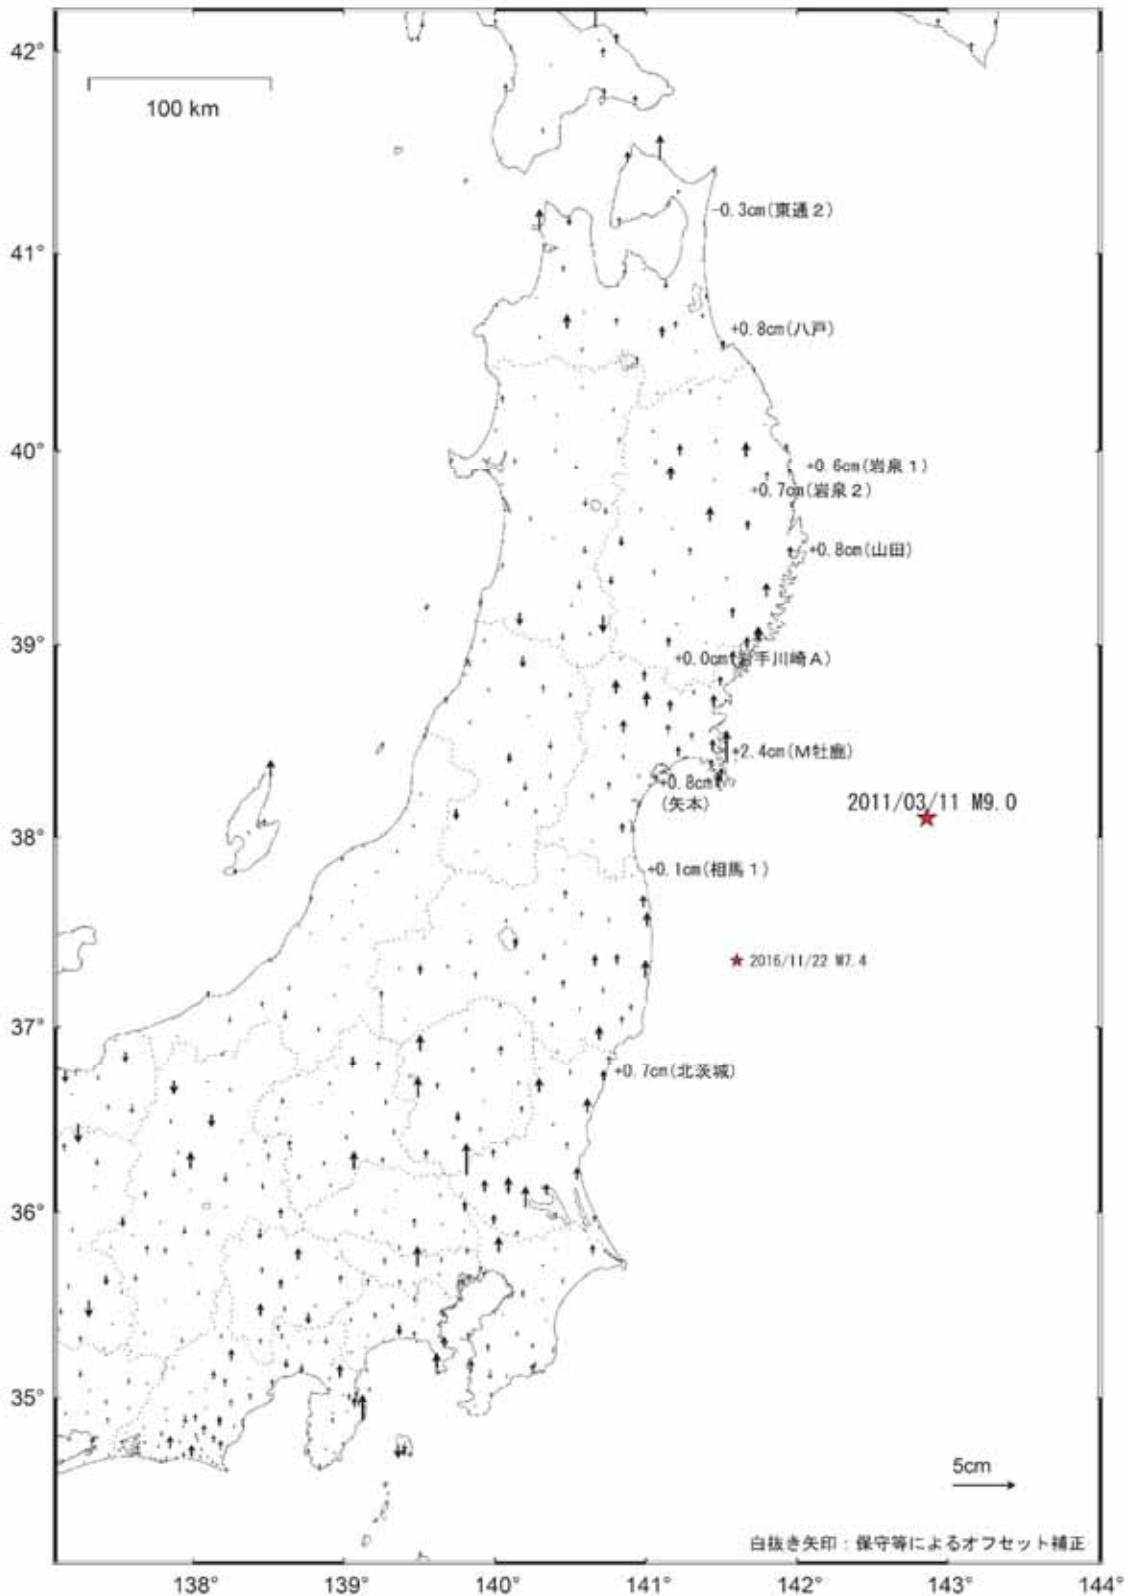 42°
100 km
-0.3cm(東通2)
41°
+0.8cm(八戸)
40°
+0.6cm(岩泉1)
+0.7cm(岩泉2)
+0.8cm(山田)
39°
+0.0cm(岩手川崎A)
+2.4cm(M牡鹿)
+0.8cm
(矢本)
2011/03/11 M9.0
38°
+0.1cm(相馬1)
2016/11/22 M7.4
37°
+0.7cm(北茨城)
36°
35°
5cm
白抜き矢印:保守等によるオフセット補正
138° 139° 140° 141° 142° 143° 144°